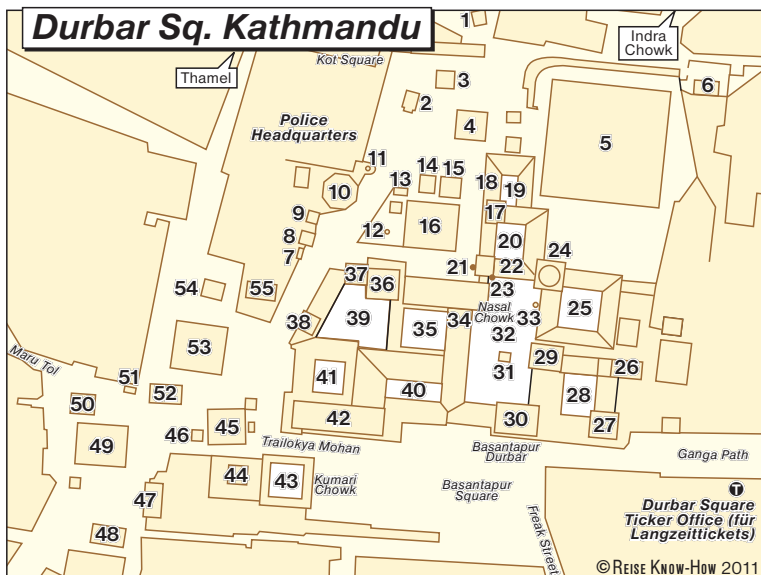 Durbar Sq. Kathmandu
1
Indra
Chowk
Thamel
Kot Square
3
6
2
4
Police
Headquarters
5
11
14
15
13
18
19
10
17
9
16
12
20
8
24
7
21
22
37
36
23
54
55
Nasal
Chowk
33
25
38
39
35
34
32
53
29
Maru Tol
31
26
51
41
40
28
52
50
42
30
27
46
45
49
Trailokya Mohan
Basantapur
Durbar
Ganga Path
44
43
Kumari
Chowk
Basantapur
Square
47
T
Durbar Square
Ticker Office (für
Langzeittickets)
Freak Street
48
© REISE KNOW-HOW 2011